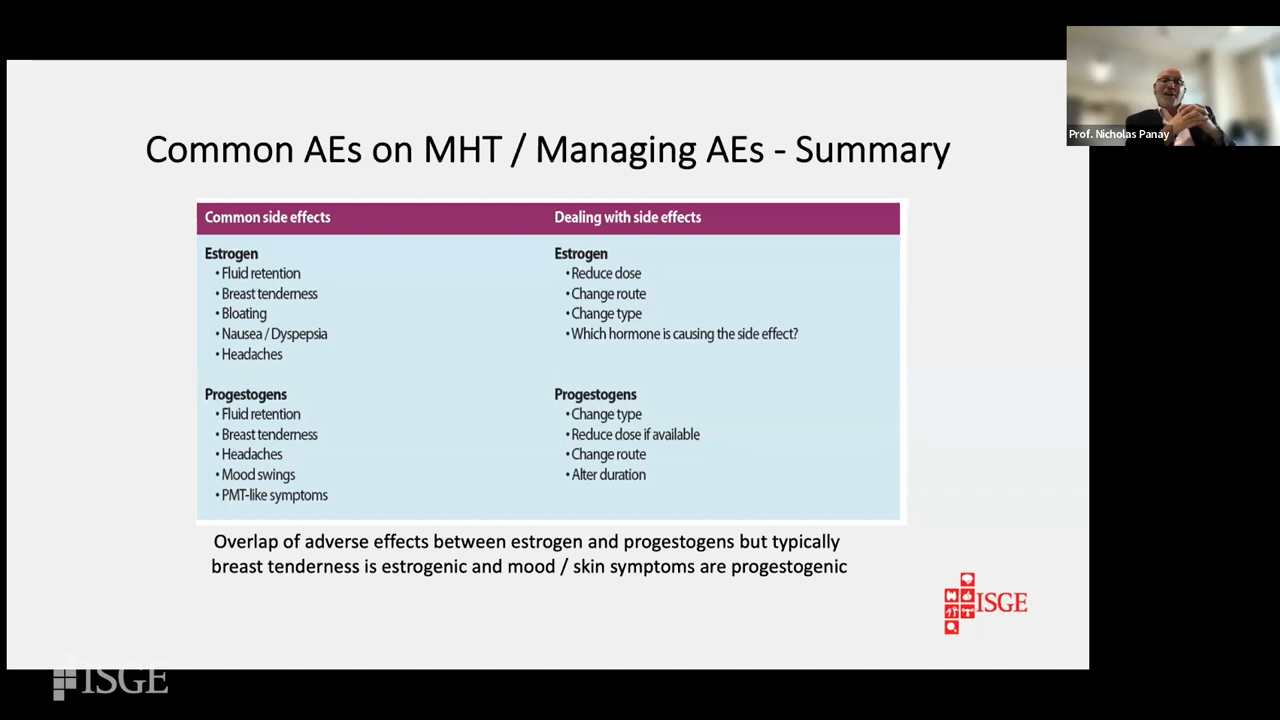 Prof. Nicholas Panay
Common AEs on MHT / Managing AEs - Summary
Common side effects
Dealing with side effects
Estrogen
• Fluid retention
• Breast tenderness
• Bloating
• Nausea / Dyspepsia
• Headaches
Estrogen
• Reduce dose
• Change route
• Change type
• Which hormone is causing the side effect?
Progestogens
• Fluid retention
• Breast tenderness
• Headaches
• Mood swings
• PMT-like symptoms
Progestogens
• Change type
• Reduce dose if available
• Change route
• Alter duration
Overlap of adverse effects between estrogen and progestogens but typically
breast tenderness is estrogenic and mood / skin symptoms are progestogenic
ISGE
ISGE